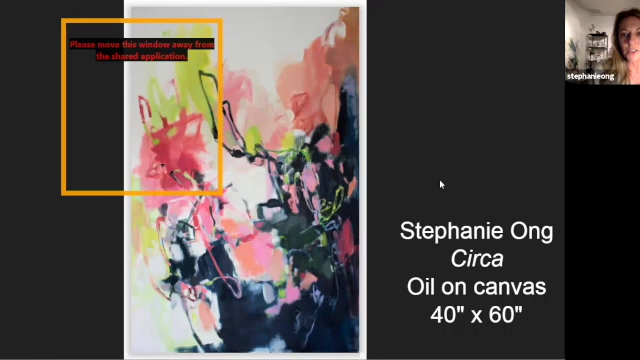 Please move this window away from
the shared application.
stephanieong
Stephanie Ong
Circa
Oil on canvas
40" x 60"